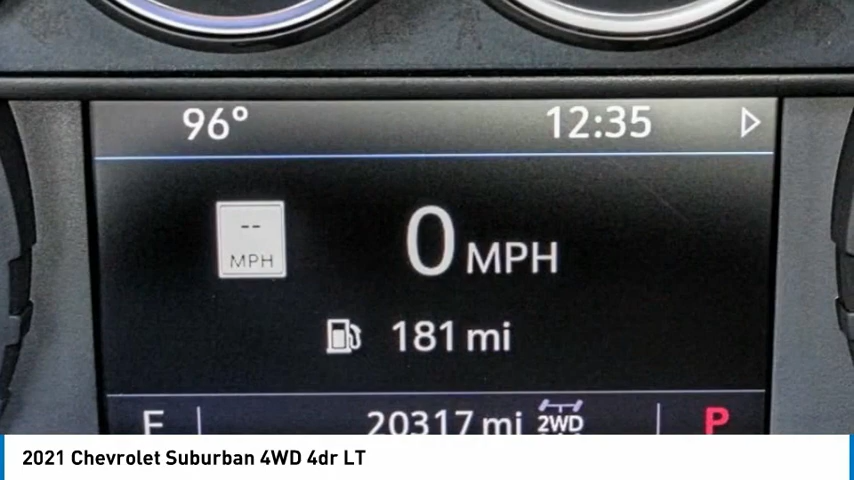 96° 12:35
--
MPH
0 MPH
181 mi
20317 mi 2WD P
2021 Chevrolet Suburban 4WD 4dr LT